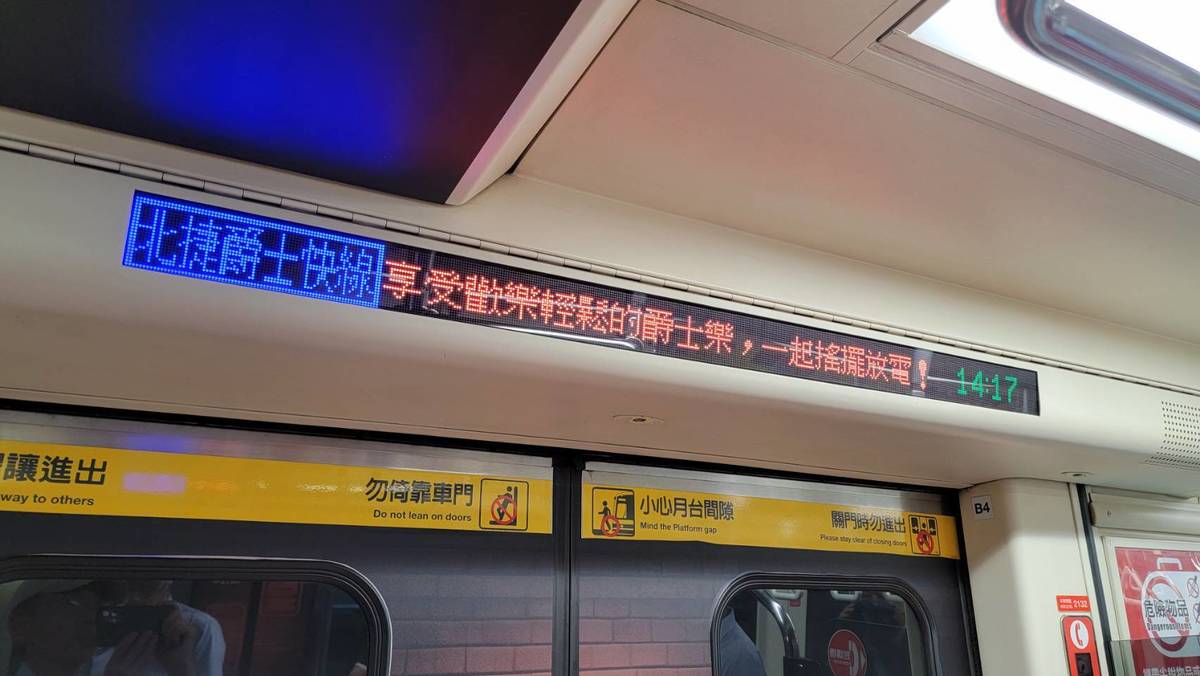 北捷爵士快線 享受歡樂輕鬆的爵士樂，一起搖擺放電！ 14:17
讓進出
way to others
勿倚靠車門
Do not lean on doors
小心月台間隙
Mind the Platform gap
關門時勿進出
Please stay clear of closing doors
B4
2132
危險物品
Dangerous Items